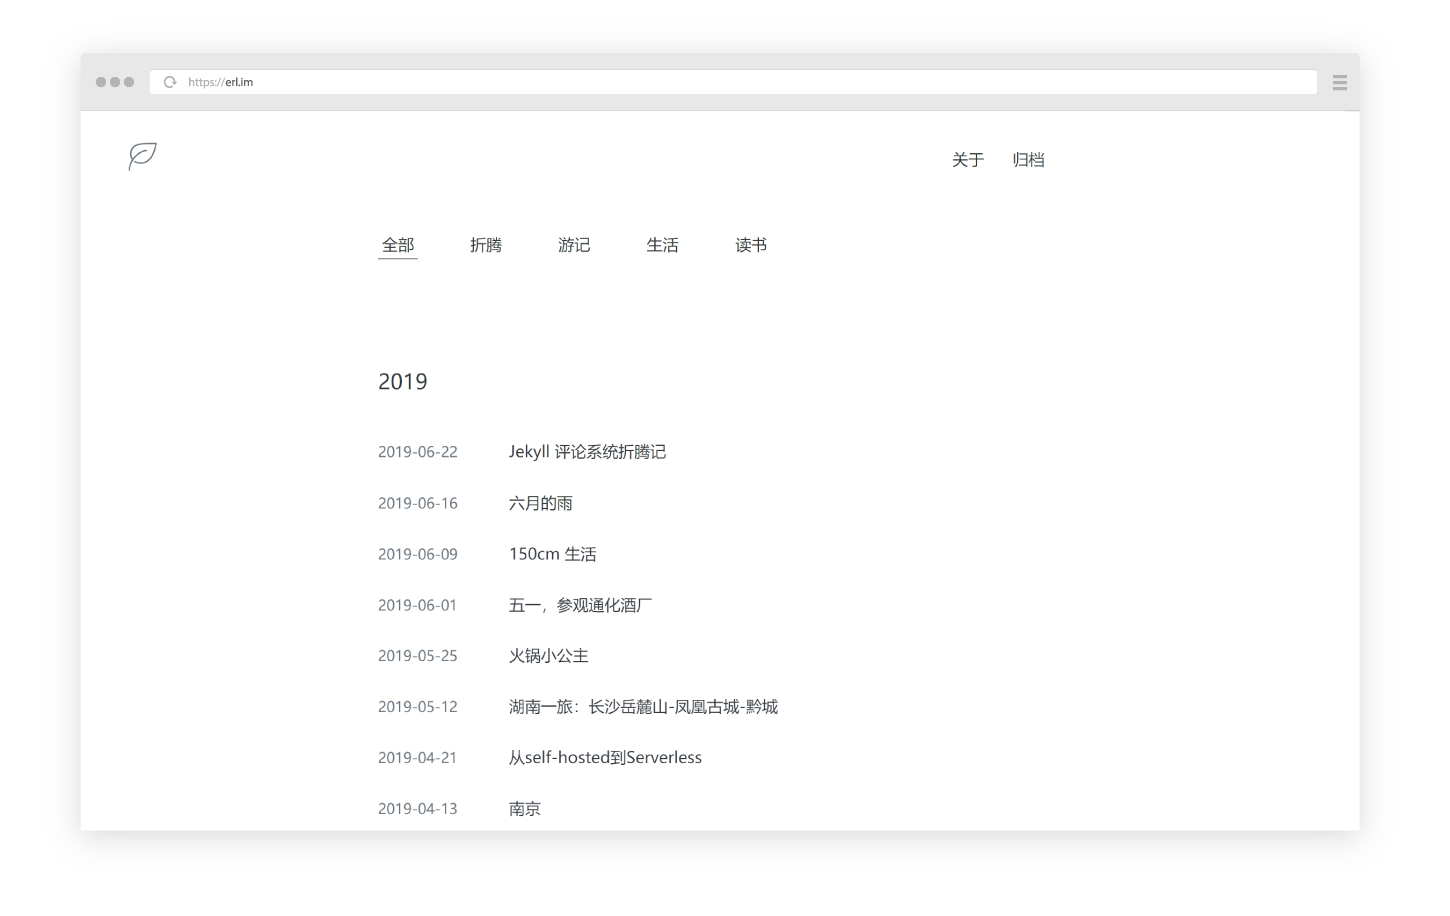 https://erl.im
关于 归档
全部 折腾 游记 生活 读书
2019
2019-06-22 Jekyll 评论系统折腾记
2019-06-16 六月的雨
2019-06-09 150cm 生活
2019-06-01 五一，参观通化酒厂
2019-05-25 火锅小公主
2019-05-12 湖南一旅：长沙岳麓山-凤凰古城-黔城
2019-04-21 从self-hosted到Serverless
2019-04-13 南京